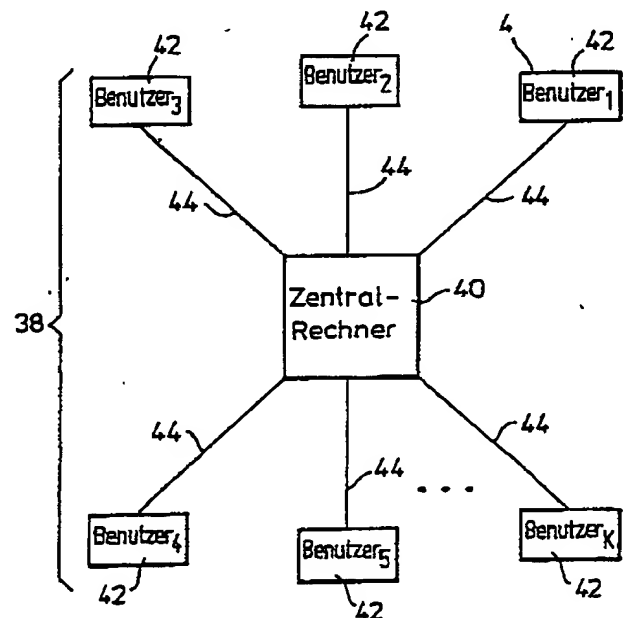 42 42 4 42
Benutzer3 Benutzer2 Benutzer1
44 44 44
Zentral-
Rechner
40
38
44 44 44
...
Benutzer4 Benutzer5 BenutzerK
42 42 42